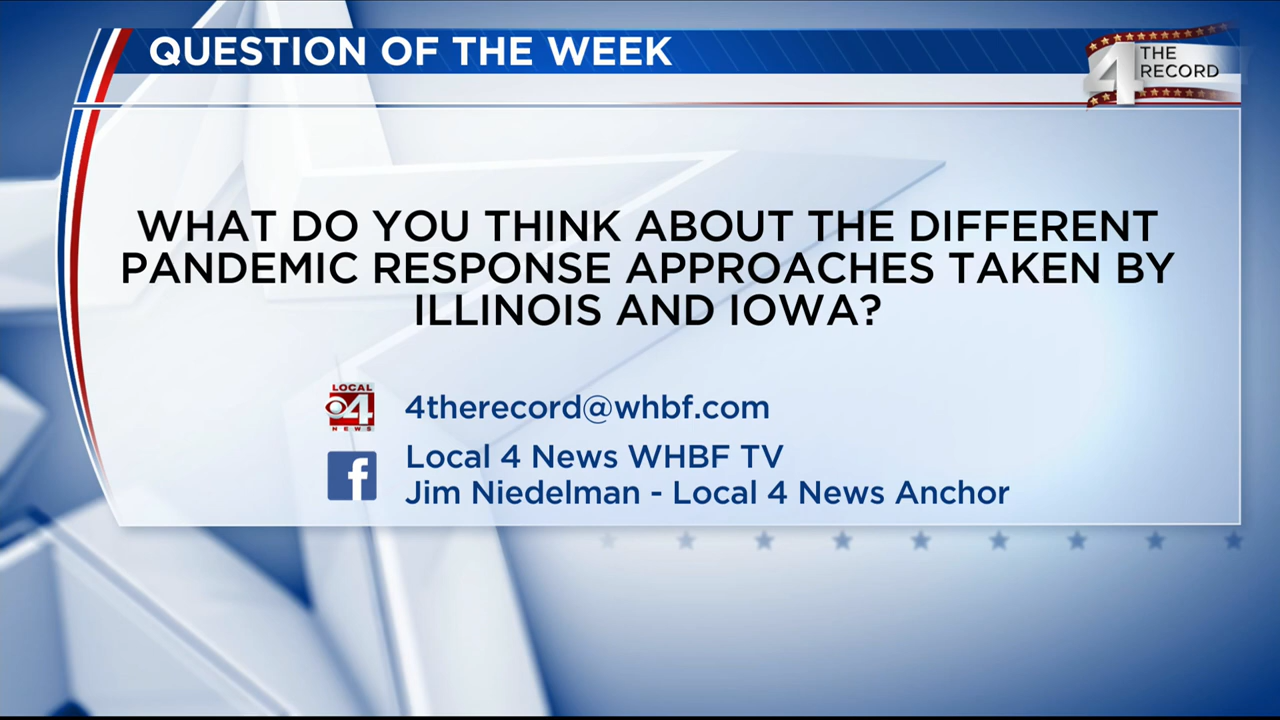 QUESTION OF THE WEEK
4 THE
RECORD
WHAT DO YOU THINK ABOUT THE DIFFERENT
PANDEMIC RESPONSE APPROACHES TAKEN BY
ILLINOIS AND IOWA?
LOCAL
4
NEWS
4therecord@whbf.com
f
Local 4 News WHBF TV
Jim Niedelman - Local 4 News Anchor